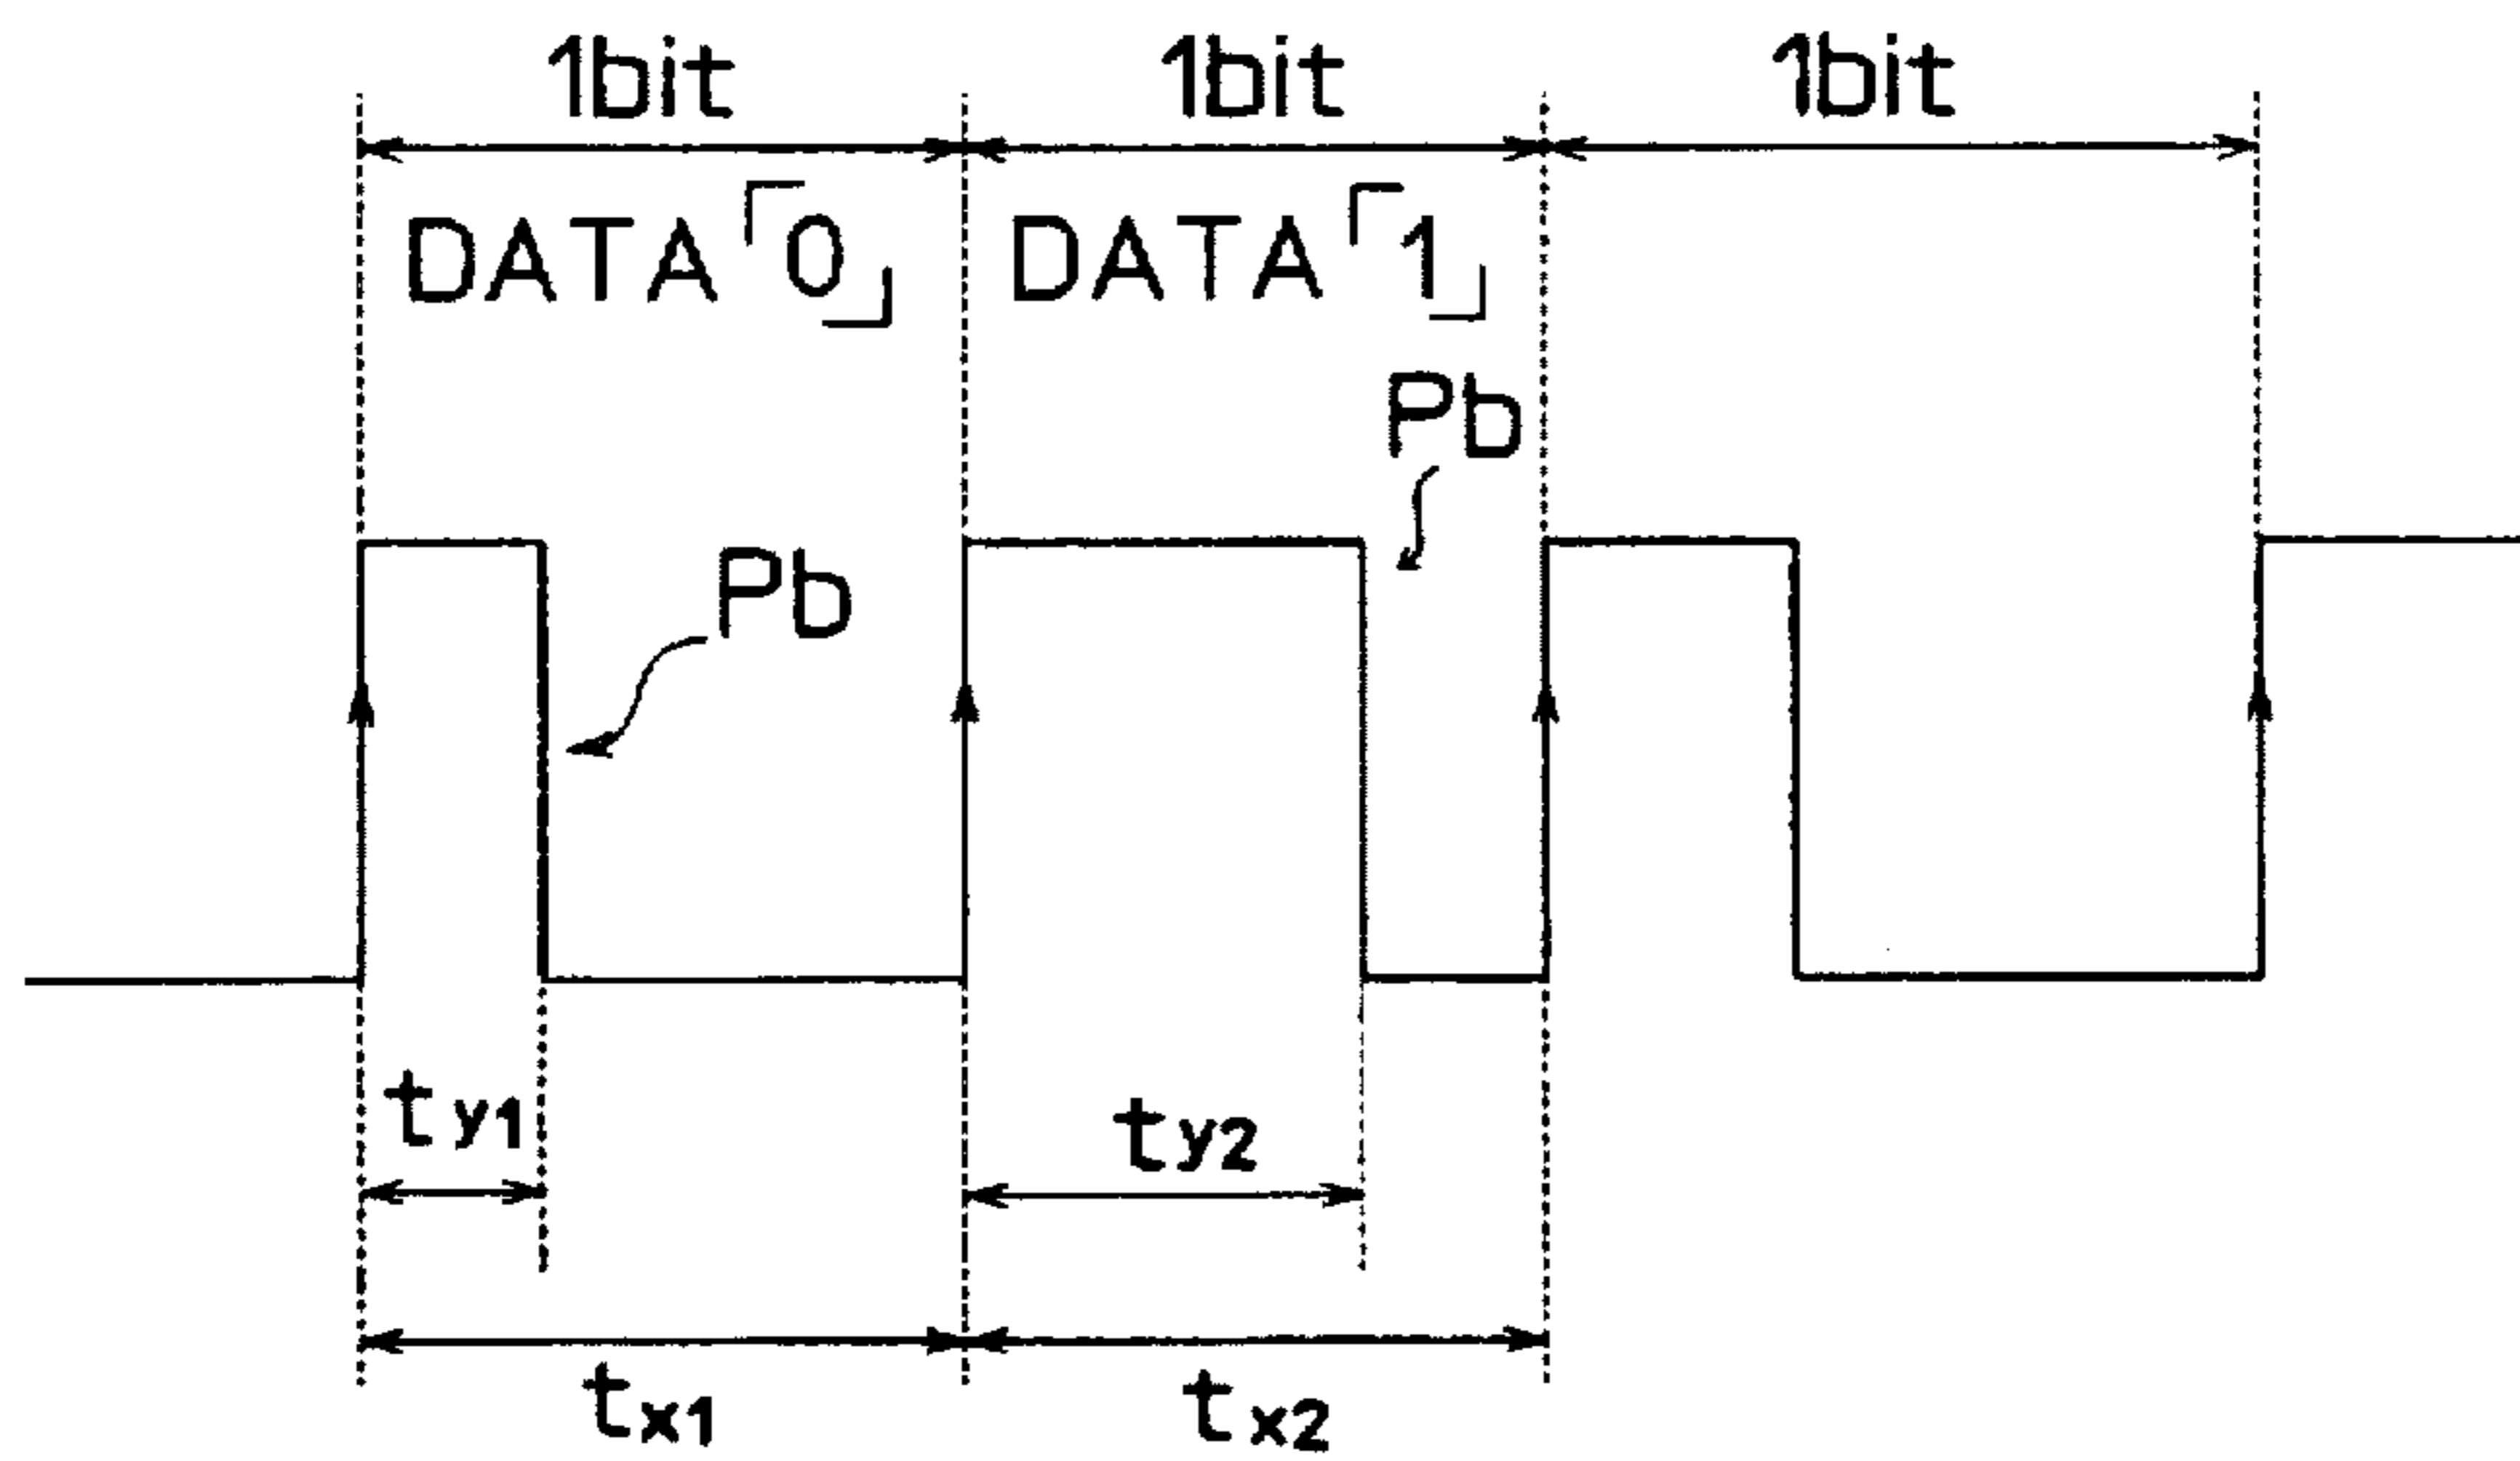 1bit 1bit 1bit
DATA「0」 DATA「1」
Pb
Pb
ty1
ty2
tx1 tx2